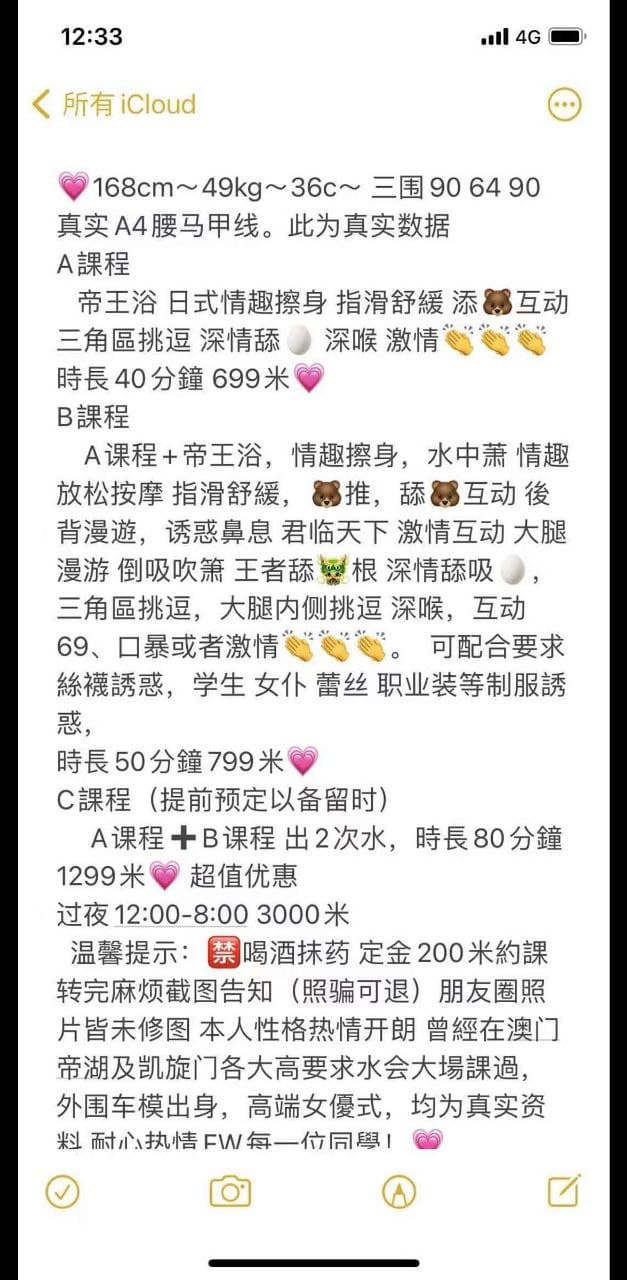 12:33
4G
所有 iCloud
💗168cm～49kg～36c～ 三围 90 64 90
真实 A4 腰马甲线。此为真实数据
A 課程
帝王浴 日式情趣擦身 指滑舒緩 添🐻互动
三角區挑逗 深情舔🥚 深喉 激情👏👏👏
時長 40 分鐘 699 米💗
B 課程
A 课程＋帝王浴，情趣擦身，水中萧 情趣
放松按摩 指滑舒緩，🐻推，舔🐻互动 後
背漫遊，诱惑鼻息 君临天下 激情互动 大腿
漫游 倒吸吹箫 王者舔🐲根 深情舔吸🥚，
三角區挑逗，大腿内侧挑逗 深喉，互动
69、口暴或者激情👏👏👏。 可配合要求
絲襪誘惑，学生 女仆 蕾丝 职业装等制服誘
惑，
時長 50 分鐘 799 米💗
C 課程（提前预定以备留时）
A 课程➕B 课程 出 2 次水，時長 80 分鐘
1299 米💗 超值优惠
过夜 12:00-8:00 3000 米
温馨提示：🈲喝酒抹药 定金 200 米約課
转完麻烦截图告知（照骗可退）朋友圈照
片皆未修图 本人性格热情开朗 曾經在澳门
帝湖及凯旋门各大高要求水会大場課過，
外围车模出身，高端女優式，均为真实资
料 耐心热情 FW 每一位同學！💗